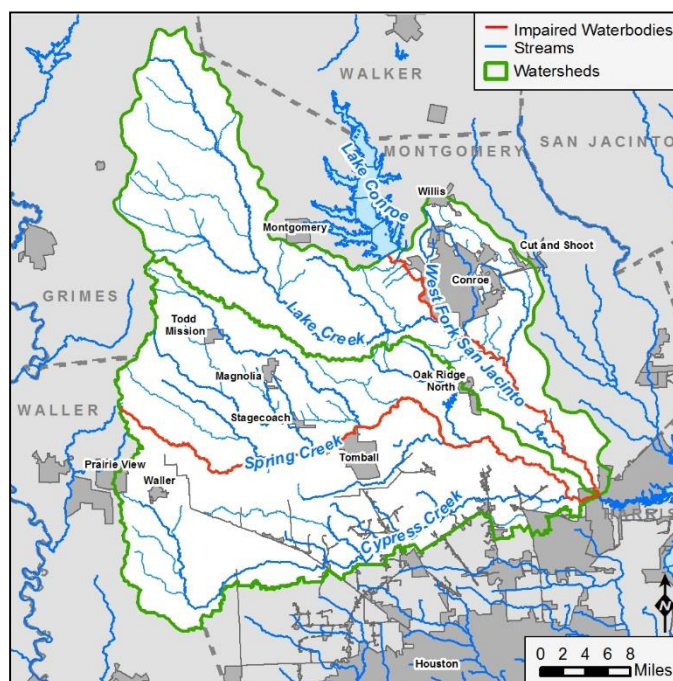 Impaired Waterbodies
Streams
Watersheds
WALKER
SAN JACINTO
MONTGOMERY
Lake Conroe
Willis
Montgomery
Cut and Shoot
Conroe
GRIMES
West Fork San Jacinto
Lake Creek
Todd
Mission
Magnolia
Oak Ridge
North
WALLER
Stagecoach
Spring Creek
Tomball
Prairie View
Waller
HARRIS
Cypress Creek
N
Houston
0 2 4 6 8
Miles